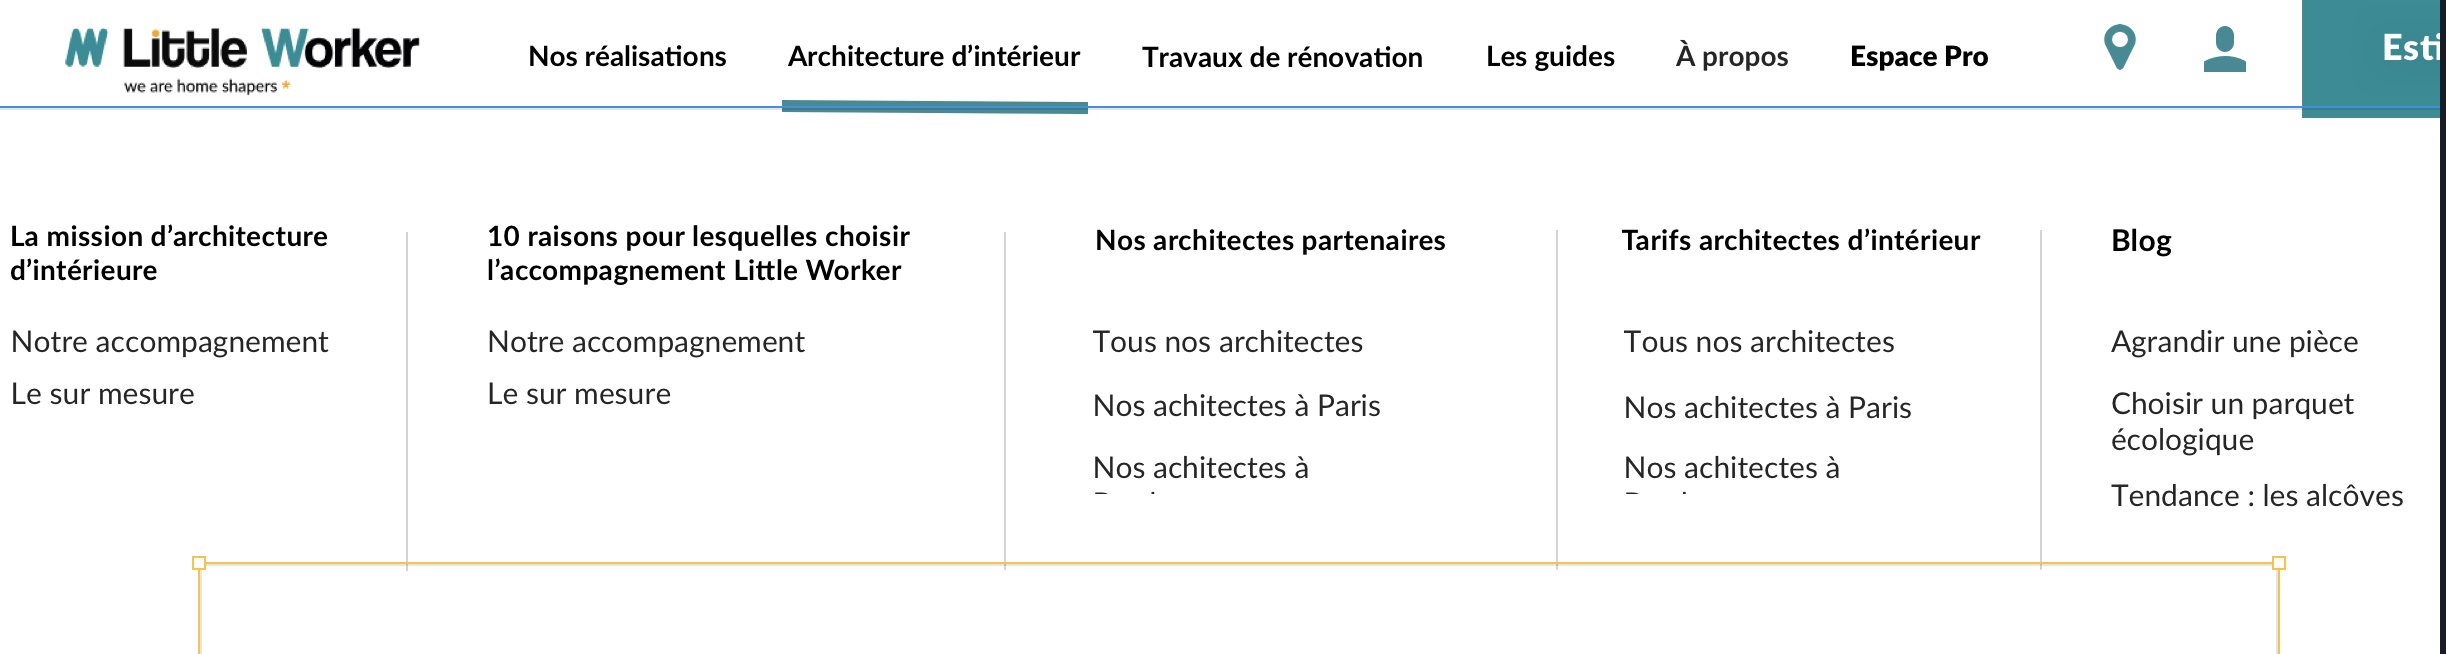 Little Worker
we are home shapers *
Nos réalisations
Architecture d’intérieur
Travaux de rénovation
Les guides
À propos
Espace Pro
Esti
La mission d’architecture
d’intérieure
Notre accompagnement
Le sur mesure
10 raisons pour lesquelles choisir
l’accompagnement Little Worker
Notre accompagnement
Le sur mesure
Nos architectes partenaires
Tous nos architectes
Nos achitectes à Paris
Nos achitectes à
Tarifs architectes d’intérieur
Tous nos architectes
Nos achitectes à Paris
Nos achitectes à
Blog
Agrandir une pièce
Choisir un parquet
écologique
Tendance : les alcôves